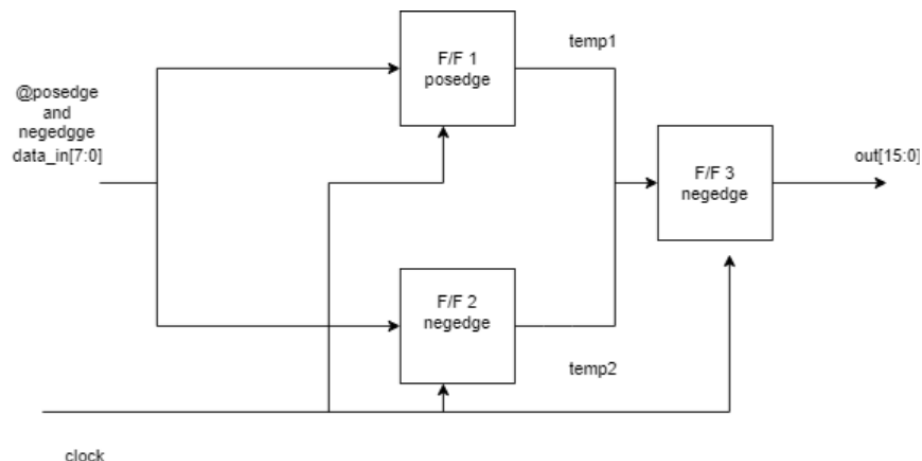 @posedge
and
negedgge
data_in[7:0]
F/F 1
posedge
temp1
F/F 2
negedge
temp2
F/F 3
negedge
out[15:0]
clock